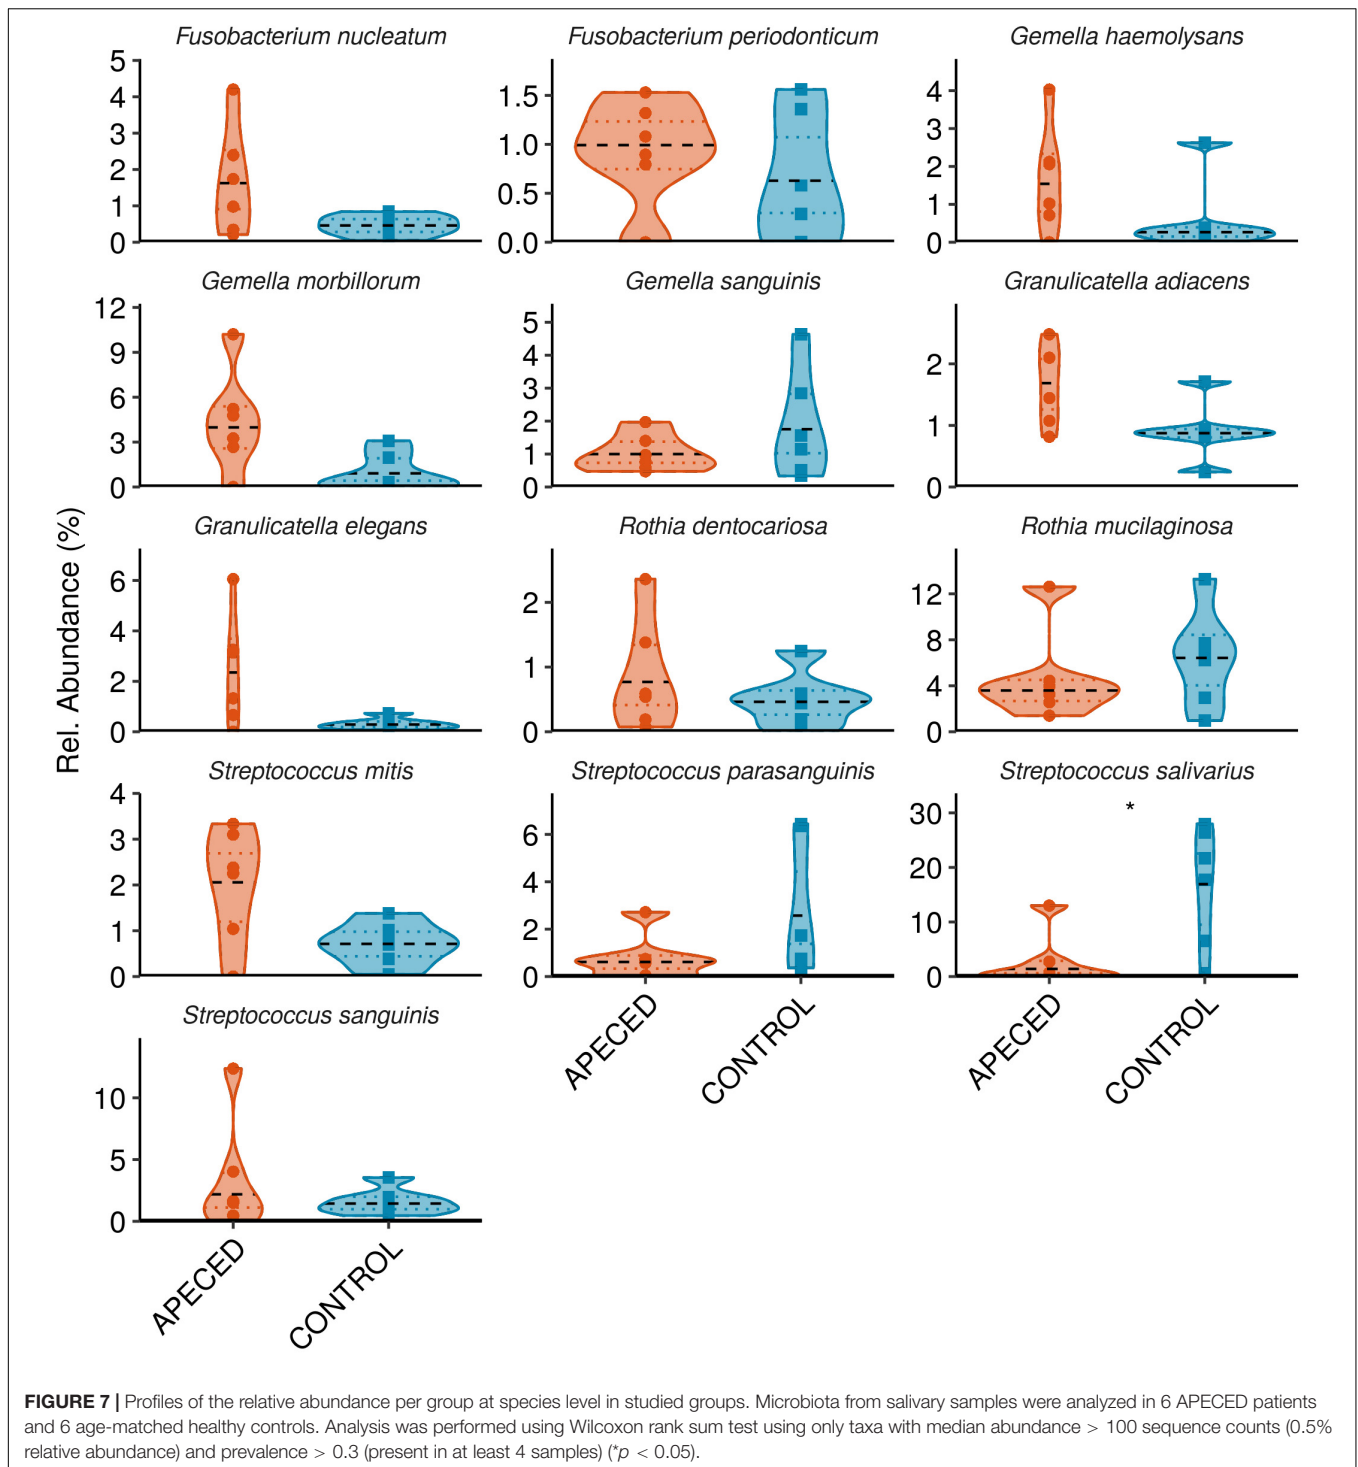 Fusobacterium nucleatum
Fusobacterium periodonticum
Gemella haemolysans
5
4
3
2
1
0
1.5
1.0
0.5
0.0
4
3
2
1
0
Gemella morbillorum
Gemella sanguinis
Granulicatella adiacens
12
9
6
3
0
5
4
3
2
1
0
2
1
0
Rel. Abundance (%)
Granulicatella elegans
Rothia dentocariosa
Rothia mucilaginosa
6
4
2
0
2
1
0
12
8
4
0
Streptococcus mitis
Streptococcus parasanguinis
Streptococcus salivarius
4
3
2
1
0
6
4
2
0
30
20
10
0
*
APECED
CONTROL
APECED
CONTROL
Streptococcus sanguinis
10
5
0
APECED
CONTROL
FIGURE 7 | Profiles of the relative abundance per group at species level in studied groups. Microbiota from salivary samples were analyzed in 6 APECED patients
and 6 age-matched healthy controls. Analysis was performed using Wilcoxon rank sum test using only taxa with median abundance > 100 sequence counts (0.5%
relative abundance) and prevalence > 0.3 (present in at least 4 samples) (*p < 0.05).